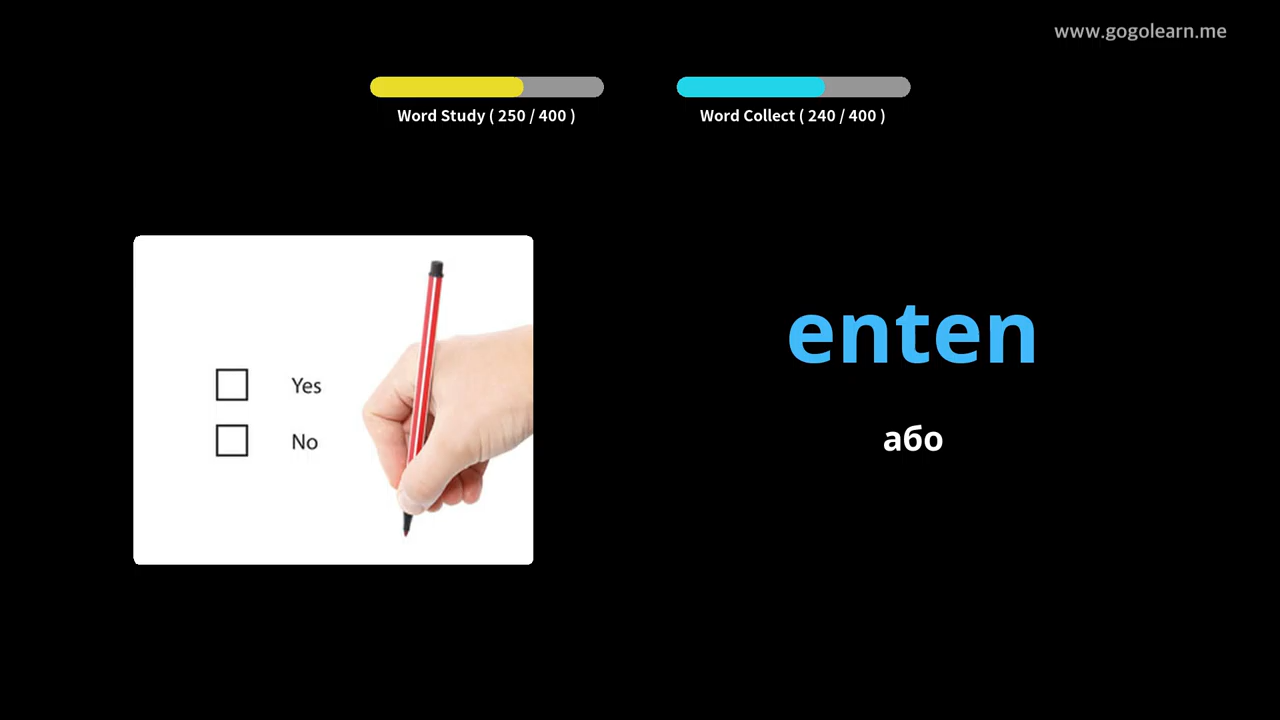 www.gogolearn.me
Word Study ( 250 / 400 )
Word Collect ( 240 / 400 )
Yes
No
enten
або